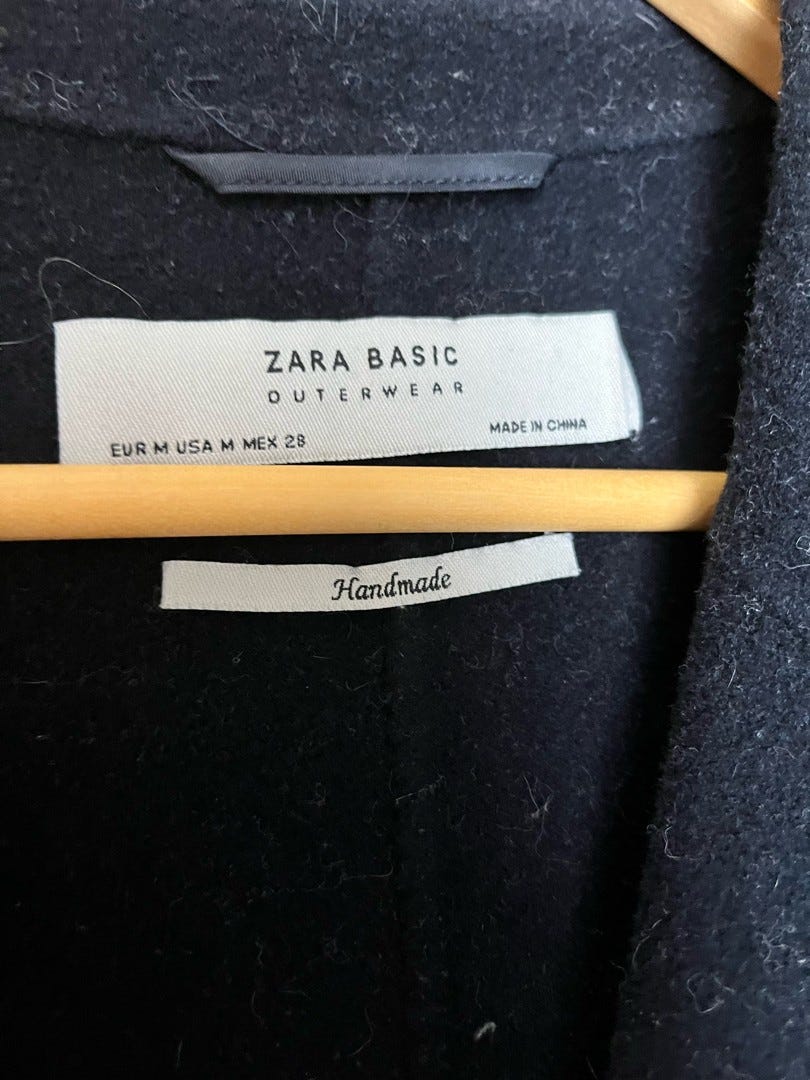 ZARA BASIC
OUTERWEAR
EUR M USA M MEX 28
MADE IN CHINA
Handmade